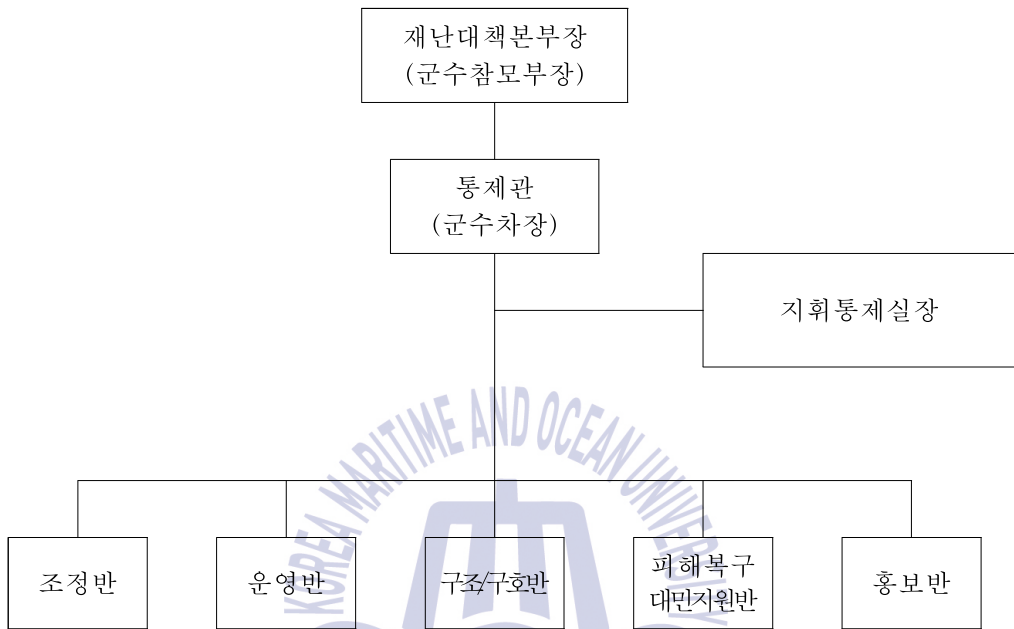 재난대책본부장
(군수참모부장)
통제관
(군수차장)
지휘통제실장
KOREA MARITIME AND OCEAN UNIVERSITY
조정반
운영반
구조/구호반
피해복구
대민지원반
홍보반